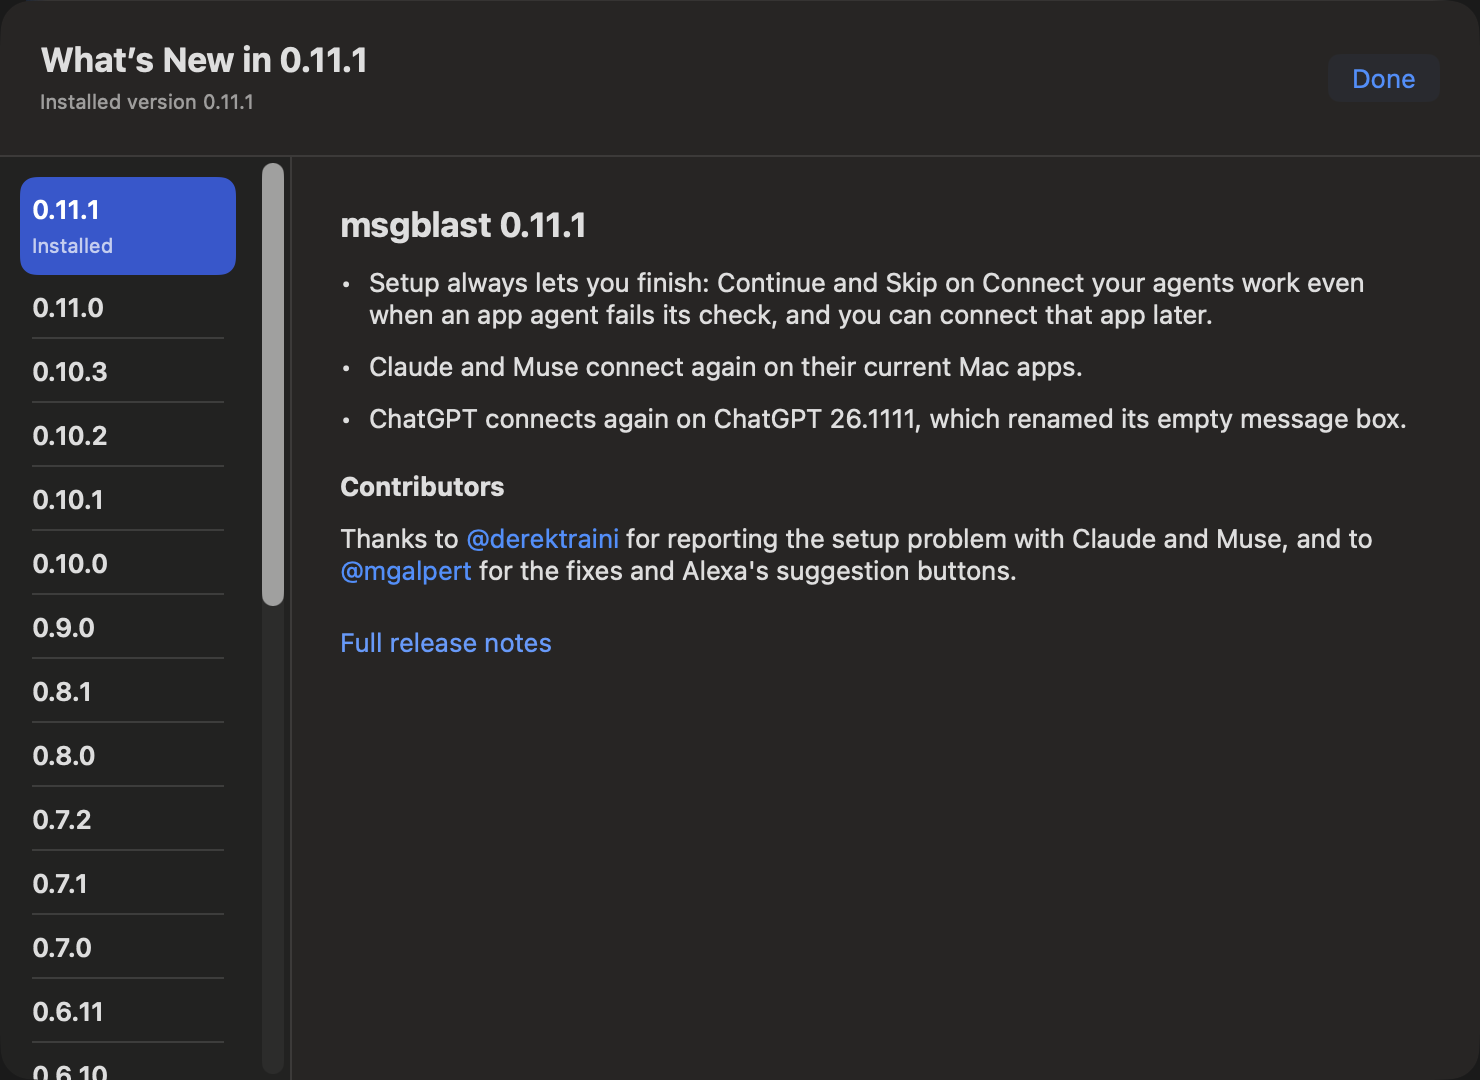 What's New in 0.11.1
Installed version 0.11.1
Done
0.11.1
Installed
0.11.0
0.10.3
0.10.2
0.10.1
0.10.0
0.9.0
0.8.1
0.8.0
0.7.2
0.7.1
0.7.0
0.6.11
0.6.10
msgblast 0.11.1
• Setup always lets you finish: Continue and Skip on Connect your agents work even
when an app agent fails its check, and you can connect that app later.
• Claude and Muse connect again on their current Mac apps.
• ChatGPT connects again on ChatGPT 26.1111, which renamed its empty message box.
Contributors
Thanks to @derektraini for reporting the setup problem with Claude and Muse, and to
@mgalpert for the fixes and Alexa's suggestion buttons.
Full release notes